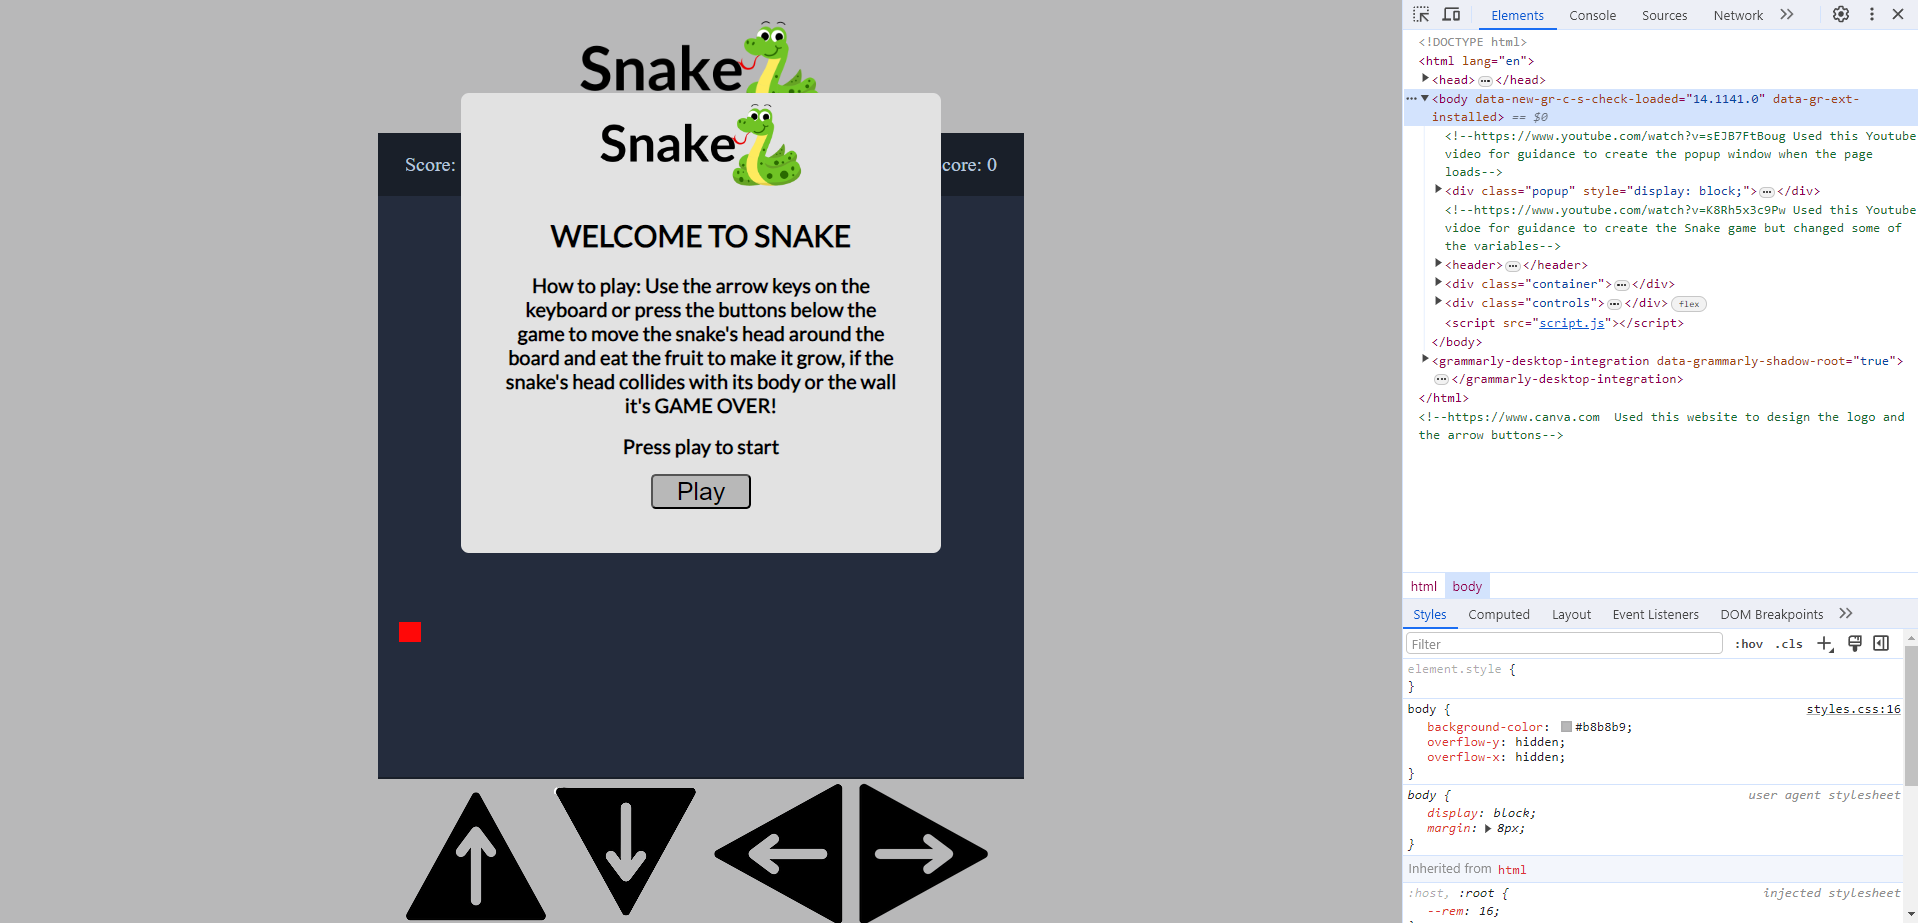 Snake
Snake
Score:
core: 0
WELCOME TO SNAKE
How to play: Use the arrow keys on the
keyboard or press the buttons below the
game to move the snake's head around the
board and eat the fruit to make it grow, if the
snake's head collides with its body or the wall
it's GAME OVER!
Press play to start
Play
Elements Console Sources Network
<!DOCTYPE html>
<html lang="en">
<head> ••• </head>
••• <body data-new-gr-c-s-check-loaded="14.1141.0" data-gr-ext-
installed> == $0
<!--https://www.youtube.com/watch?v=sEJB7FtBoug Used this Youtube
video for guidance to create the popup window when the page
loads-->
<div class="popup" style="display: block;"> ••• </div>
<!--https://www.youtube.com/watch?v=K8Rh5x3c9Pw Used this Youtube
vidoe for guidance to create the Snake game but changed some of
the variables-->
<header> ••• </header>
<div class="container"> ••• </div>
<div class="controls"> ••• </div> flex
<script src="script.js"></script>
</body>
<grammarly-desktop-integration data-grammarly-shadow-root="true">
••• </grammarly-desktop-integration>
</html>
<!--https://www.canva.com  Used this website to design the logo and
the arrow buttons-->
html body
Styles Computed Layout Event Listeners DOM Breakpoints
Filter :hov .cls
element.style {
}
body { styles.css:16
background-color: #b8b8b9;
overflow-y: hidden;
overflow-x: hidden;
}
body { user agent stylesheet
display: block;
margin: 8px;
}
Inherited from html
:host, :root { injected stylesheet
--rem: 16;